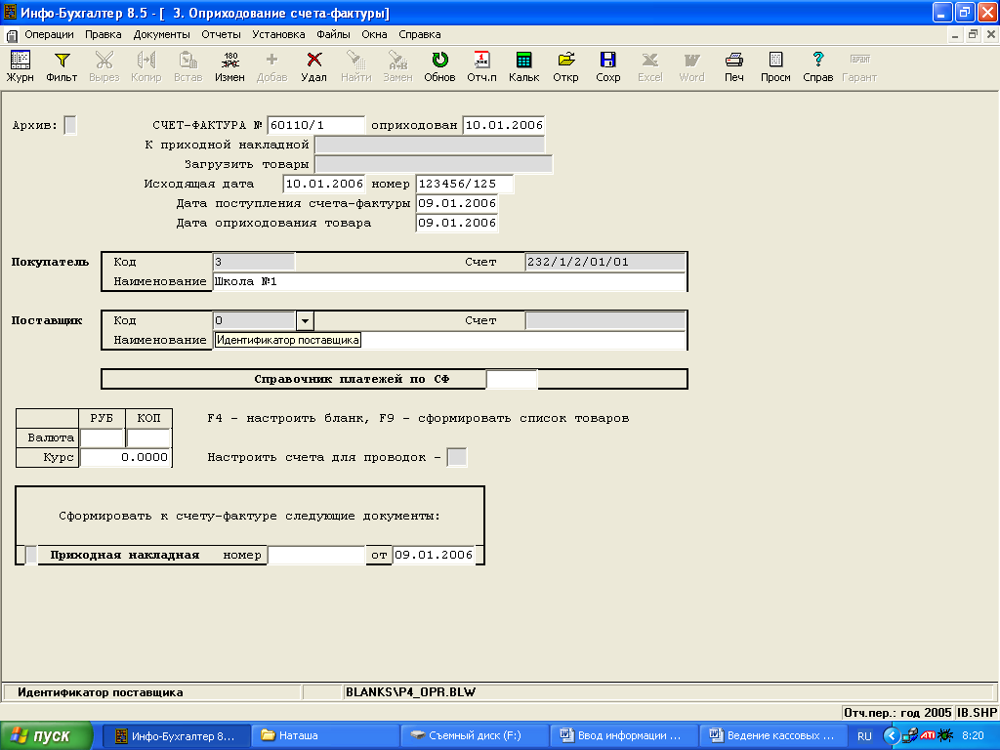 Инфо-Бухгалтер 8.5 - [ 3. Оприходование счета-фактуры]
Операции Правка Документы Отчеты Установка Файлы Окна Справка
Журн Фильт Вырез Копир Встав Измен Добав Удал Найти Замен Обнов Отч.п Кальк Откр Сохр Excel Word Печ Просм Справ Гарант
Архив: СЧЕТ-ФАКТУРА № 60110/1 оприходован 10.01.2006
К приходной накладной
Загрузить товары
Исходящая дата 10.01.2006 номер 123456/125
Дата поступления счета-фактуры 09.01.2006
Дата оприходования товара 09.01.2006
Покупатель Код 3 Счет 232/1/2/01/01
Наименование Школа №1
Поставщик Код 0 Счет
Наименование Идентификатор поставщика
Справочник платежей по СФ
РУБ КОП F4 - настроить бланк, F9 - сформировать список товаров
Валюта
Курс 0.0000 Настроить счета для проводок -
Сформировать к счету-фактуре следующие документы:
Приходная накладная номер от 09.01.2006
Идентификатор поставщика BLANKS\P4_OPR.BLW
Отч.пер.: год 2005 IB.SHP
пуск Инфо-Бухгалтер 8... Наташа Съемный диск (F:) Ввод информации ... Ведение кассовых ... RU 8:20